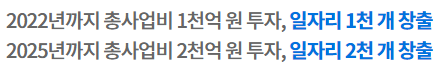 2022년까지 총사업비 1천억 원 투자, 일자리 1천 개 창출
2025년까지 총사업비 2천억 원 투자, 일자리 2천 개 창출